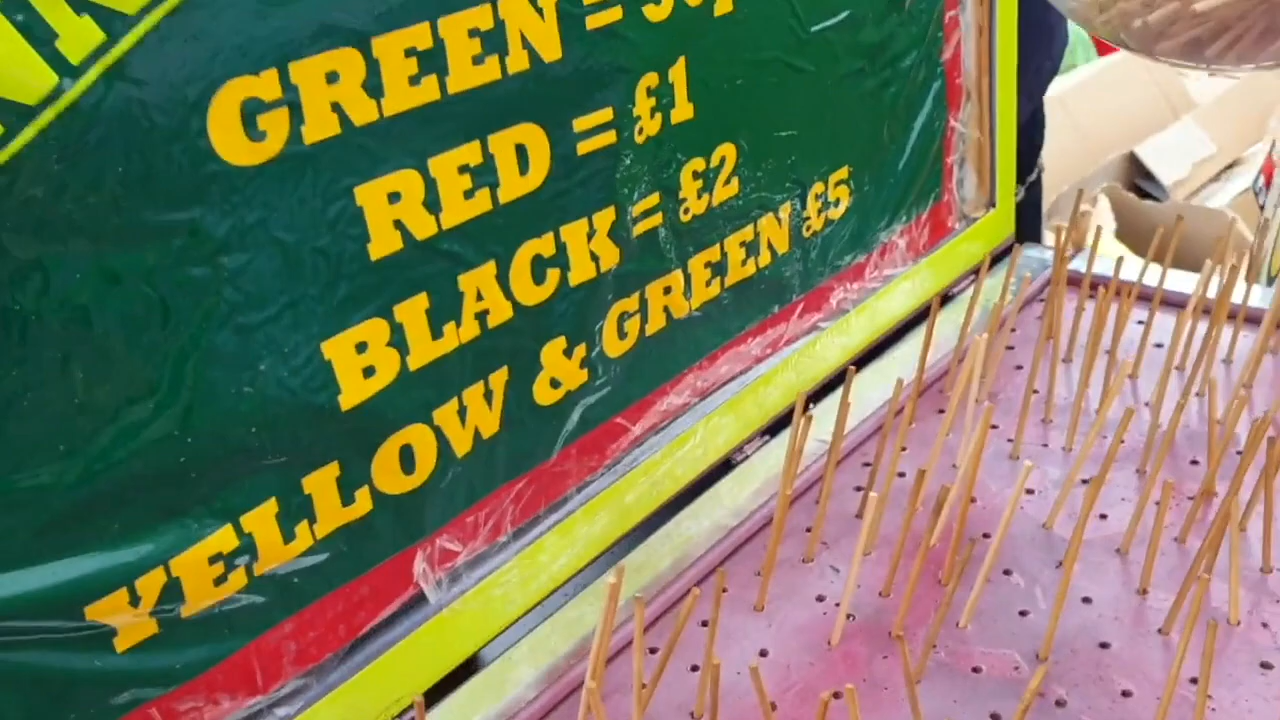 GREEN =
RED = £1
BLACK = £2
YELLOW & GREEN £5